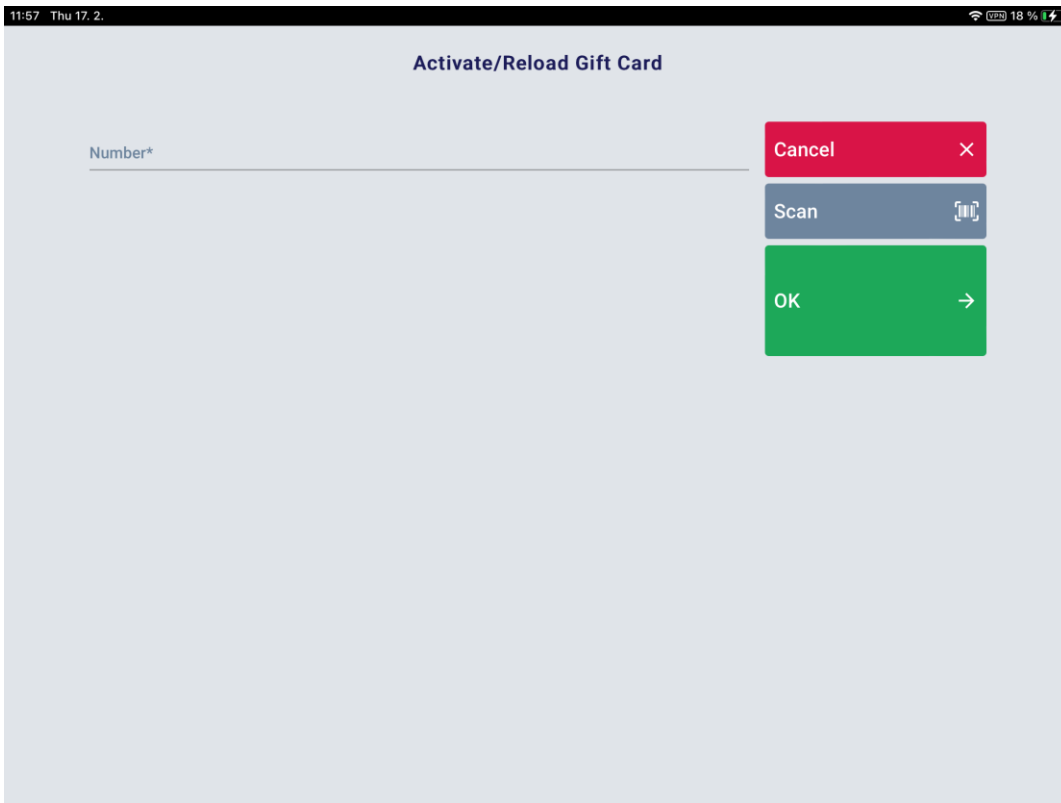 11:57 Thu 17. 2. VPN 18 %
Activate/Reload Gift Card
Number*
Cancel
Scan
OK